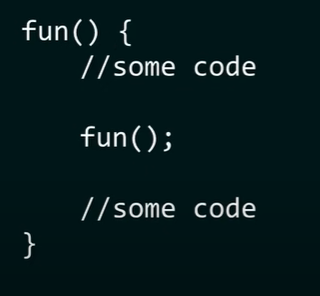 fun() {
    //some code

    fun();

    //some code
}